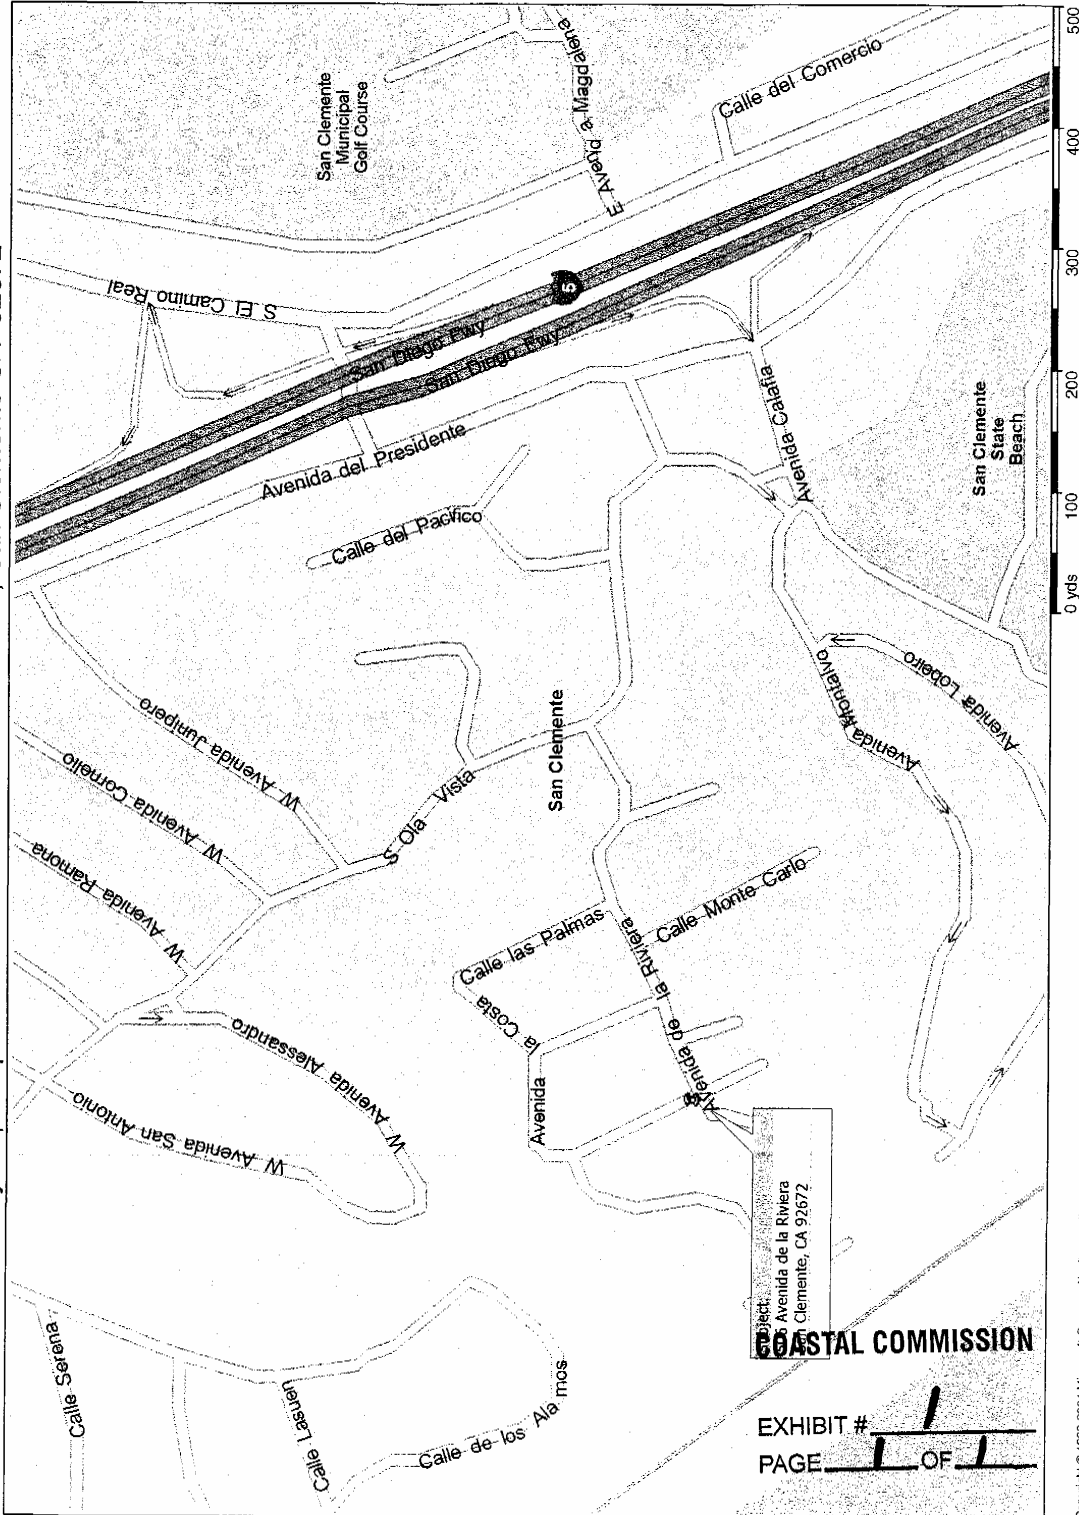 San Clemente
Municipal
Golf Course
E Avenida Magdalena
Calle del Comercio
S El Camino Real
San Diego Fwy
San Diego Fwy
5
Avenida del Presidente
Avenida Calafia
San Clemente
State
Beach
Calle del Pacifico
W Avenida Junipero
W Avenida Cornelio
W Avenida Ramona
S Ola Vista
San Clemente
Avenida Montalvo
Avenida Lobeiro
Calle Monte Carlo
Calle las Palmas
Avenida la Costa
Avenida de la Riviera
W Avenida Alessandro
W Avenida San Antonio
Avenida de la Riviera
Clemente, CA 92672
Calle Serena
Calle Lasuen
Calle de los Alamos
0 yds
100
200
300
400
500
COASTAL COMMISSION
EXHIBIT # 1
PAGE 1 OF 1